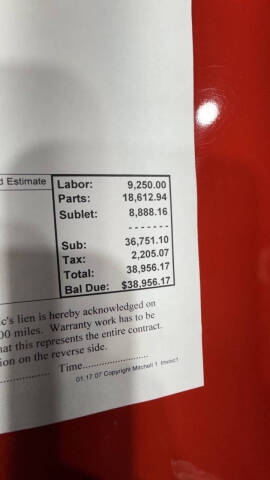 d Estimate
Labor: 9,250.00
Parts: 18,612.94
Sublet: 8,888.16
-------
Sub: 36,751.10
Tax: 2,205.07
Total: 38,956.17
Bal Due: $38,956.17
c's lien is hereby acknowledged on
00 miles. Warranty work has to be
hat this represents the entire contract.
ion on the reverse side.
............... Time.....................
01.17.07 Copyright Mitchell 1